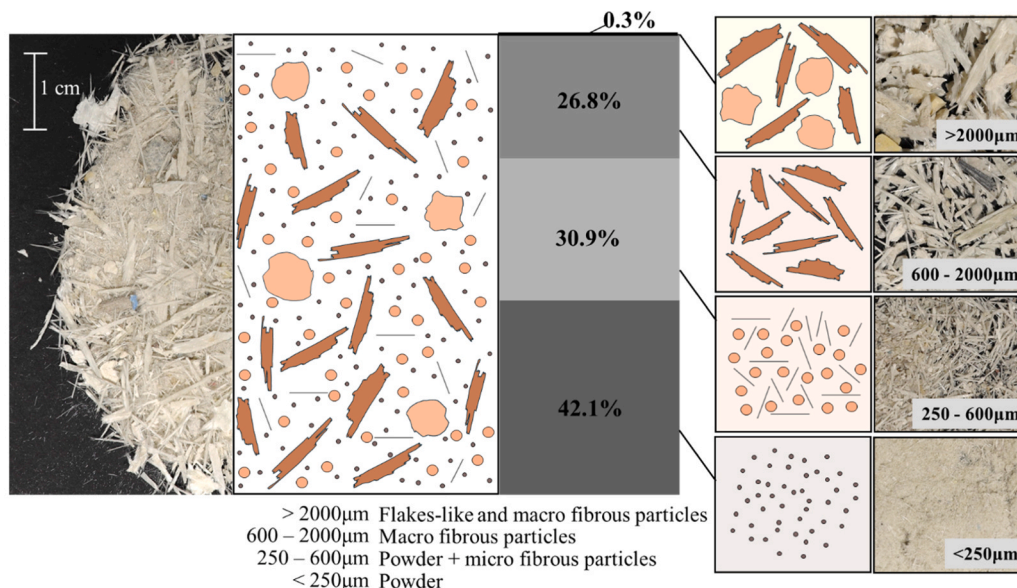 0.3%
1 cm
26.8%
30.9%
42.1%
>2000μm
600 - 2000μm
250 - 600μm
<250μm
> 2000μm Flakes-like and macro fibrous particles
600 – 2000μm Macro fibrous particles
250 – 600μm Powder + micro fibrous particles
< 250μm Powder